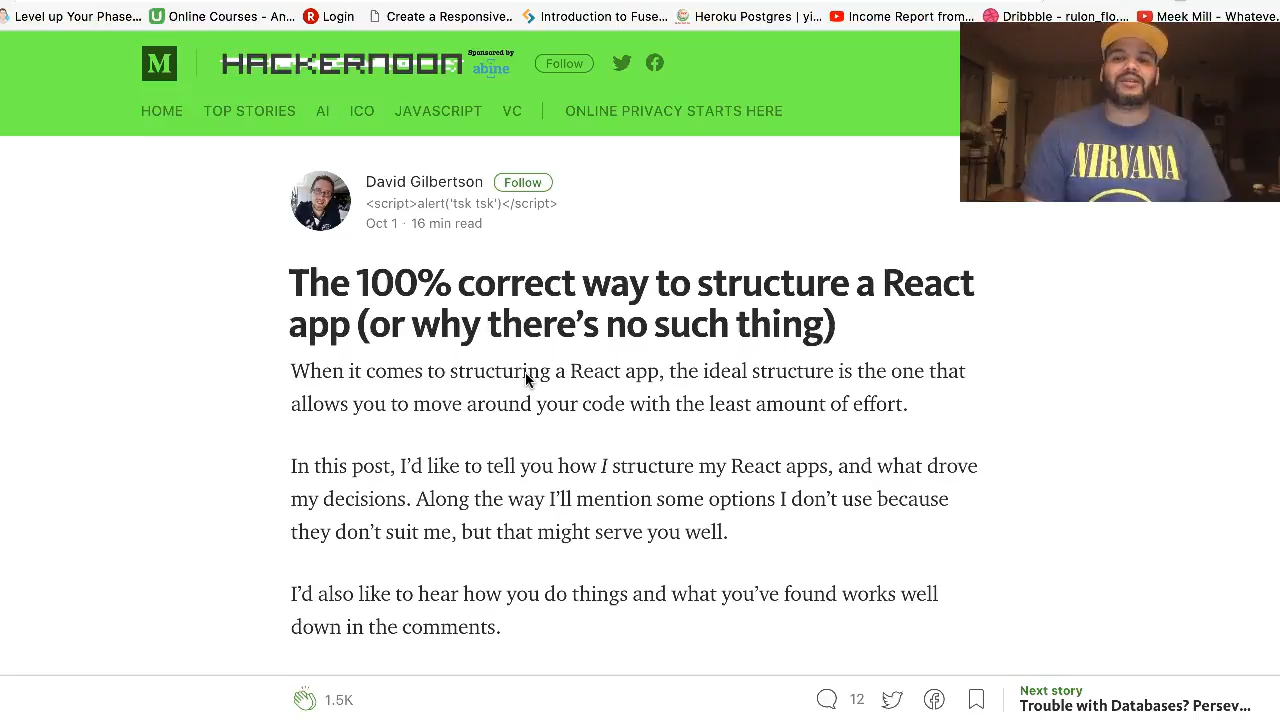 Level up Your Phase... Online Courses - An... Login Create a Responsive.. Introduction to Fuse... Heroku Postgres | yi... Income Report from... Dribbble - rulon_flo... Meek Mill - Whateve
M HACKERNOON Sponsored by abine Follow
HOME TOP STORIES AI ICO JAVASCRIPT VC ONLINE PRIVACY STARTS HERE
NIRVANA
David Gilbertson Follow
<script>alert('tsk tsk')</script>
Oct 1 · 16 min read
The 100% correct way to structure a React
app (or why there's no such thing)
When it comes to structuring a React app, the ideal structure is the one that
allows you to move around your code with the least amount of effort.
In this post, I'd like to tell you how I structure my React apps, and what drove
my decisions. Along the way I'll mention some options I don't use because
they don't suit me, but that might serve you well.
I'd also like to hear how you do things and what you've found works well
down in the comments.
1.5K 12
Next story
Trouble with Databases? Persev...